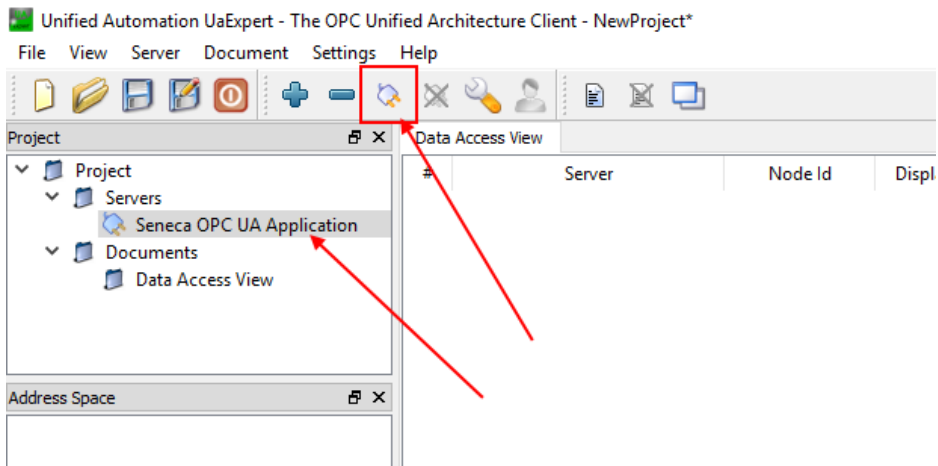 Unified Automation UaExpert - The OPC Unified Architecture Client - NewProject*
File View Server Document Settings Help
Project
Data Access View
Project
# Server Node Id Displ
Servers
Seneca OPC UA Application
Documents
Data Access View
Address Space